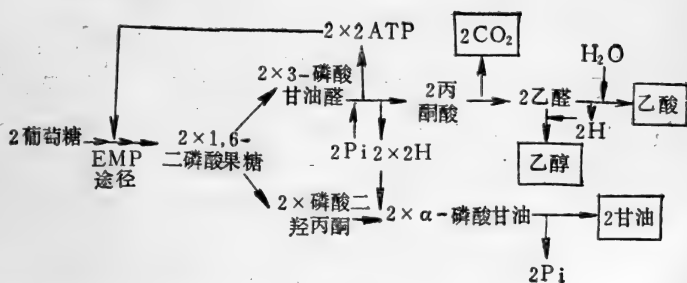 2×2ATP
2CO₂
H₂O
2×3-磷酸
甘油醛
2丙
酮酸
2乙醛
乙酸
2H
乙醇
2葡萄糖
EMP
途径
2×1,6-
二磷酸果糖
2Pi 2×2H
2×磷酸二
羟丙酮
2×α-磷酸甘油
2甘油
2Pi